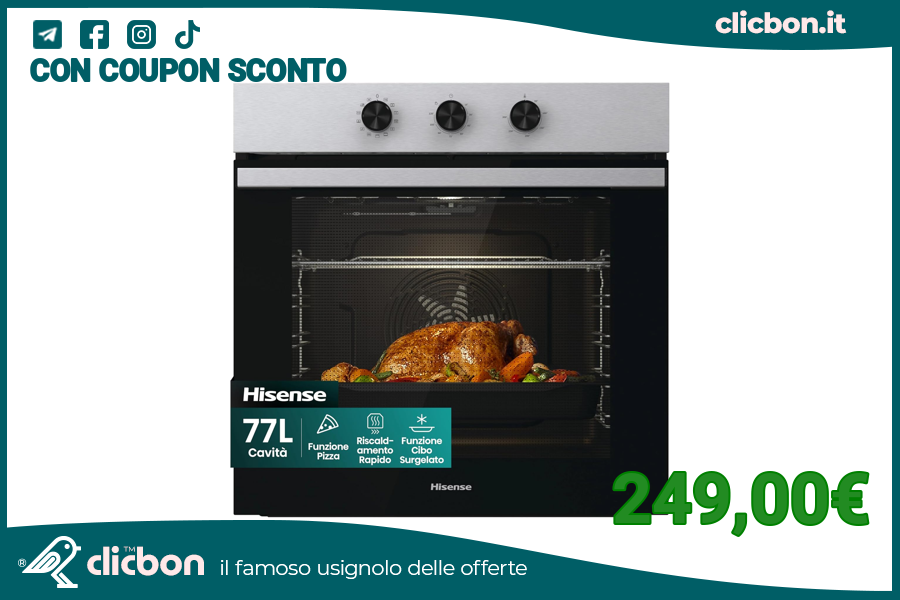 clicbon.it
CON COUPON SCONTO
Hisense
77L
Cavità
Funzione
Pizza
Riscald-
amento
Rapido
Funzione
Cibo
Surgelato
Hisense
249,00€
® clicbon™ il famoso usignolo delle offerte